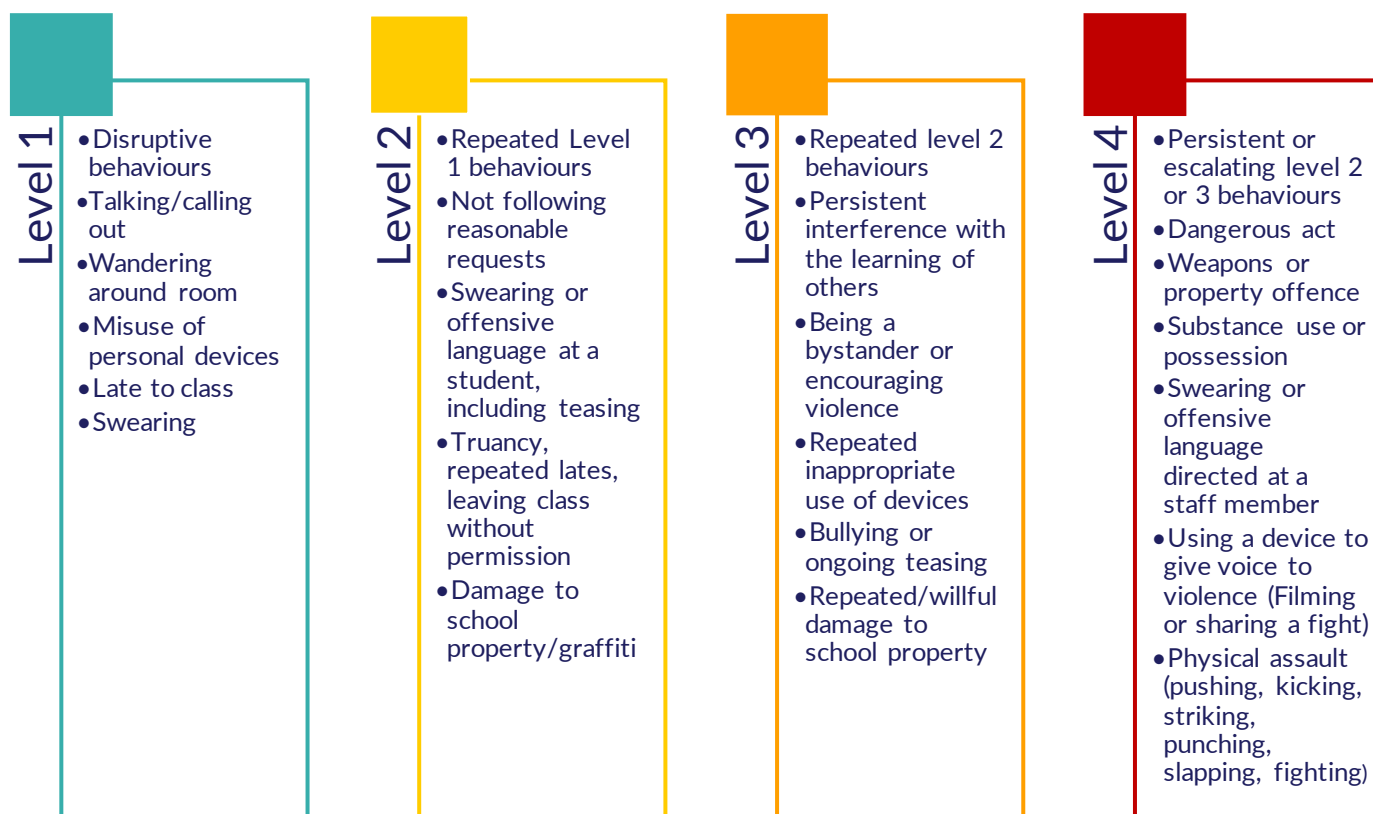 Level 1
•Disruptive
behaviours
•Talking/calling
out
•Wandering
around room
•Misuse of
personal devices
•Late to class
•Swearing
Level 2
•Repeated Level
1 behaviours
•Not following
reasonable
requests
•Swearing or
offensive
language at a
student,
including teasing
•Truancy,
repeated lates,
leaving class
without
permission
•Damage to
school
property/graffiti
Level 3
•Repeated level 2
behaviours
•Persistent
interference with
the learning of
others
•Being a
bystander or
encouraging
violence
•Repeated
inappropriate
use of devices
•Bullying or
ongoing teasing
•Repeated/willful
damage to
school property
Level 4
•Persistent or
escalating level 2
or 3 behaviours
•Dangerous act
•Weapons or
property offence
•Substance use or
possession
•Swearing or
offensive
language
directed at a
staff member
•Using a device to
give voice to
violence (Filming
or sharing a fight)
•Physical assault
(pushing, kicking,
striking,
punching,
slapping, fighting)